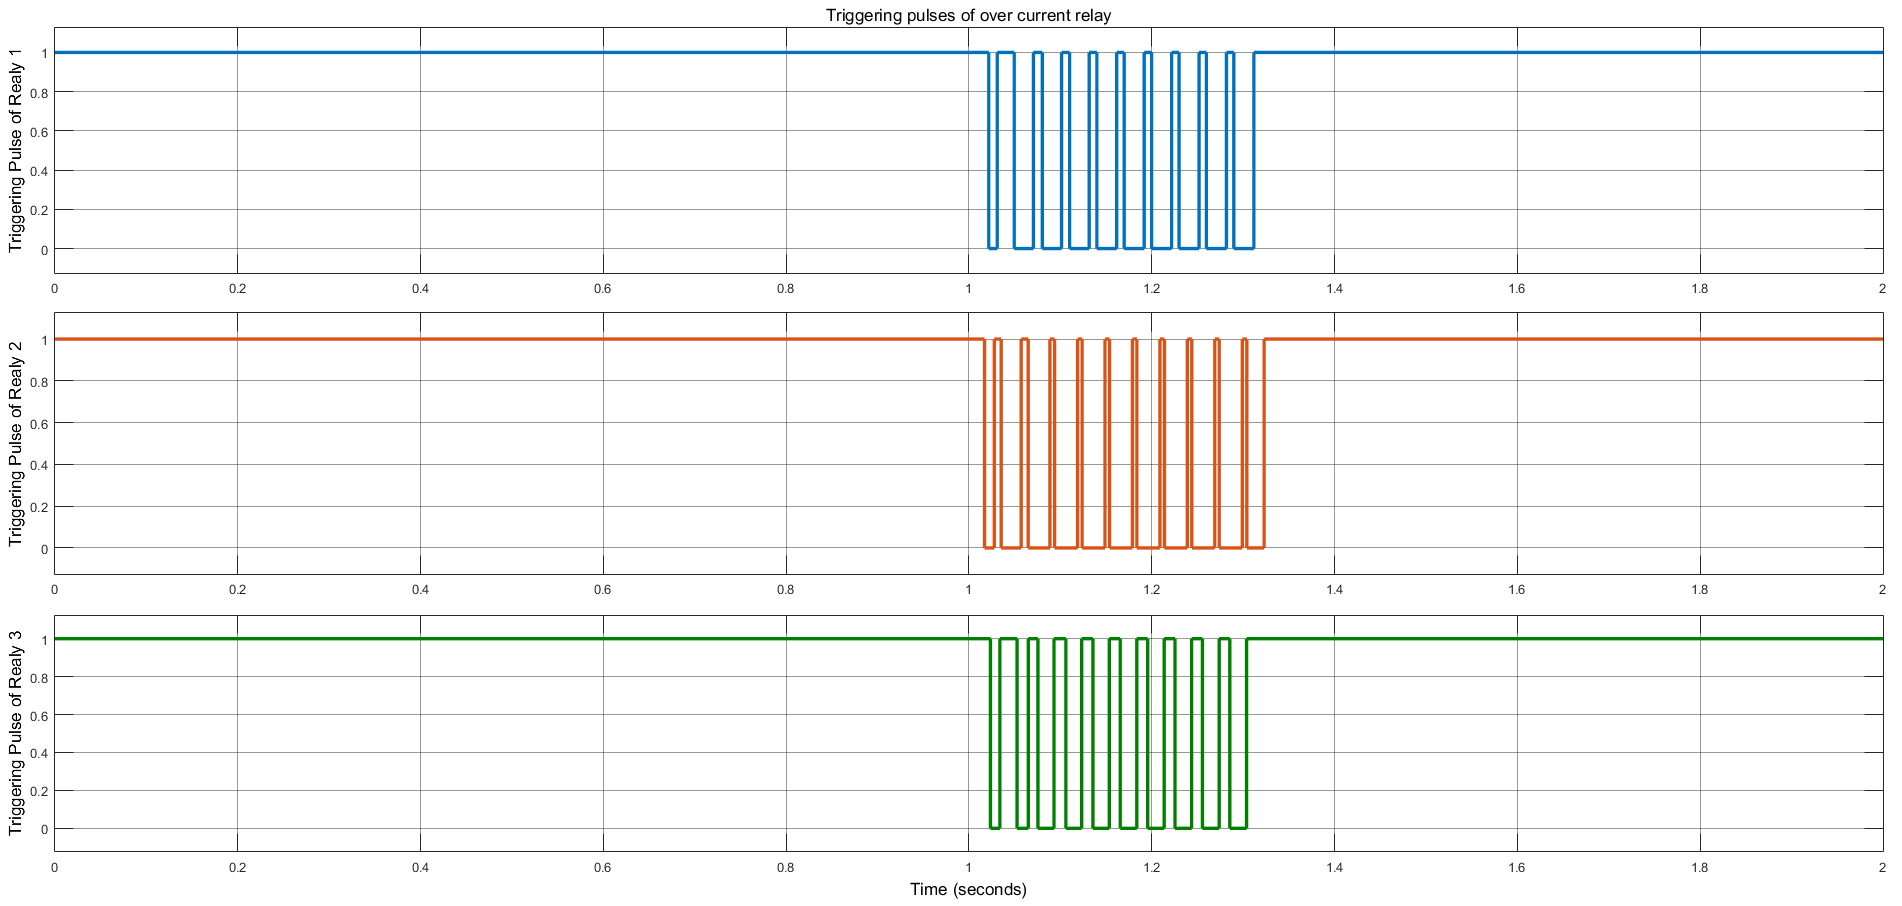 Triggering pulses of over current relay
Triggering Pulse of Realy 1
1
0.8
0.6
0.4
0.2
0
0 0.2 0.4 0.6 0.8 1 1.2 1.4 1.6 1.8 2
Triggering Pulse of Realy 2
1
0.8
0.6
0.4
0.2
0
0 0.2 0.4 0.6 0.8 1 1.2 1.4 1.6 1.8 2
Triggering Pulse of Realy 3
1
0.8
0.6
0.4
0.2
0
0 0.2 0.4 0.6 0.8 1 1.2 1.4 1.6 1.8 2
Time (seconds)